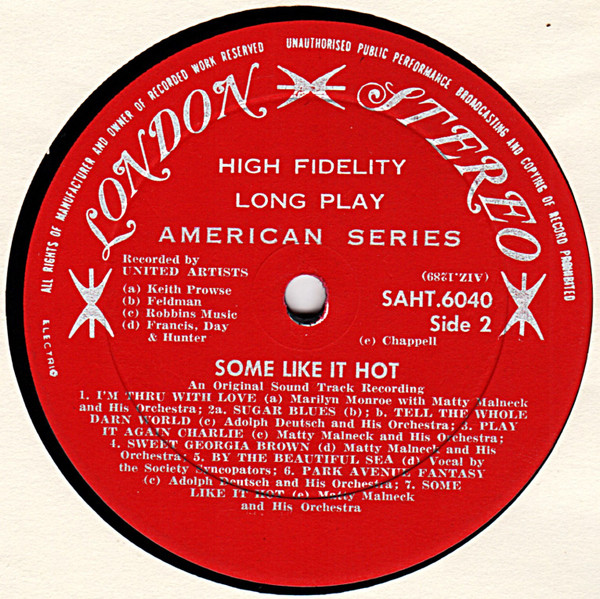 ALL RIGHTS OF MANUFACTURER AND OWNER OF RECORDED WORK RESERVED
UNAUTHORISED PUBLIC PERFORMANCE BROADCASTING AND COPYING OF RECORD PROHIBITED
LONDON STEREO
HIGH FIDELITY
LONG PLAY
AMERICAN SERIES
Recorded by
UNITED ARTISTS
(a) Keith Prowse
(b) Feldman
(c) Robbins Music
(d) Francis, Day
& Hunter
(AIZ.1289)
SAHT.6040
Side 2
(e) Chappell
ELECTRIC
SOME LIKE IT HOT
An Original Sound Track Recording
1. I'M THRU WITH LOVE (a) Marilyn Monroe with Matty Malneck
and His Orchestra; 2a. SUGAR BLUES (b); b. TELL THE WHOLE
DARN WORLD (c) Adolph Deutsch and His Orchestra; 3. PLAY
IT AGAIN CHARLIE (c) Matty Malneck and His Orchestra;
4. SWEET GEORGIA BROWN (d) Matty Malneck and His
Orchestra; 5. BY THE BEAUTIFUL SEA (d) Vocal by
the Society Syncopators; 6. PARK AVENUE FANTASY
(c) Adolph Deutsch and His Orchestra; 7. SOME
LIKE IT HOT (c) Matty Malneck
and His Orchestra